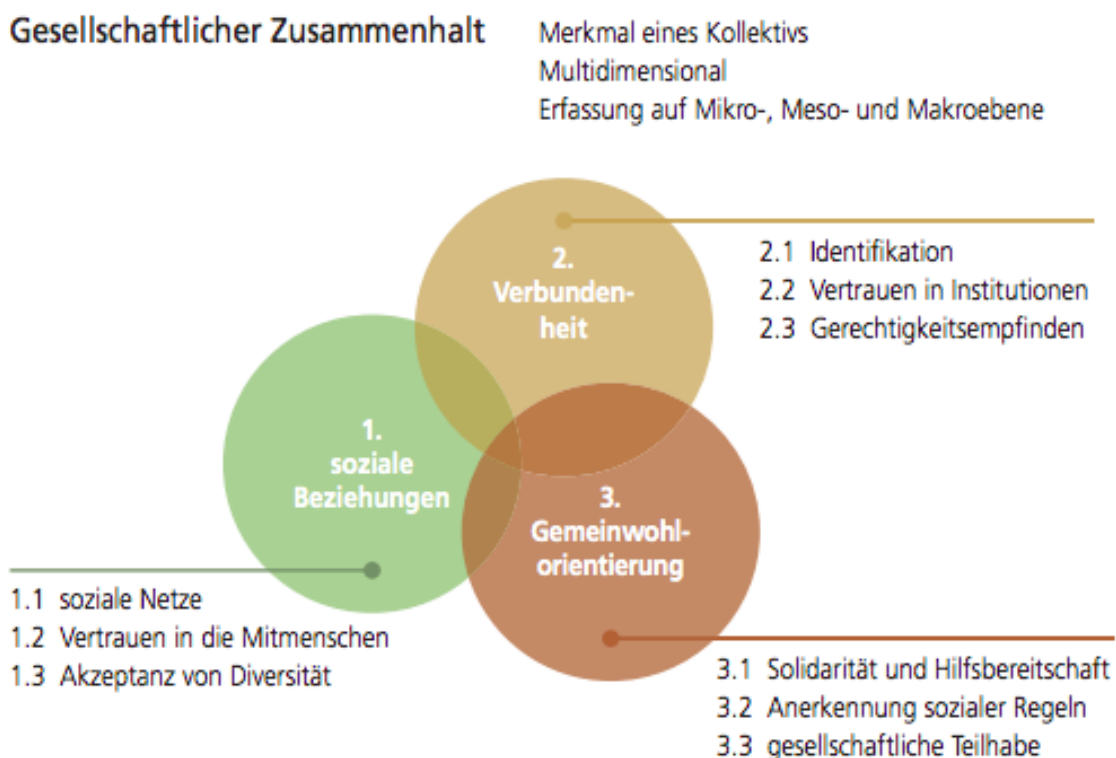 Gesellschaftlicher Zusammenhalt
Merkmal eines Kollektivs
Multidimensional
Erfassung auf Mikro-, Meso- und Makroebene
2.
Verbunden-
heit
2.1 Identifikation
2.2 Vertrauen in Institutionen
2.3 Gerechtigkeitsempfinden
1.
soziale
Beziehungen
3.
Gemeinwohl-
orientierung
1.1 soziale Netze
1.2 Vertrauen in die Mitmenschen
1.3 Akzeptanz von Diversität
3.1 Solidarität und Hilfsbereitschaft
3.2 Anerkennung sozialer Regeln
3.3 gesellschaftliche Teilhabe